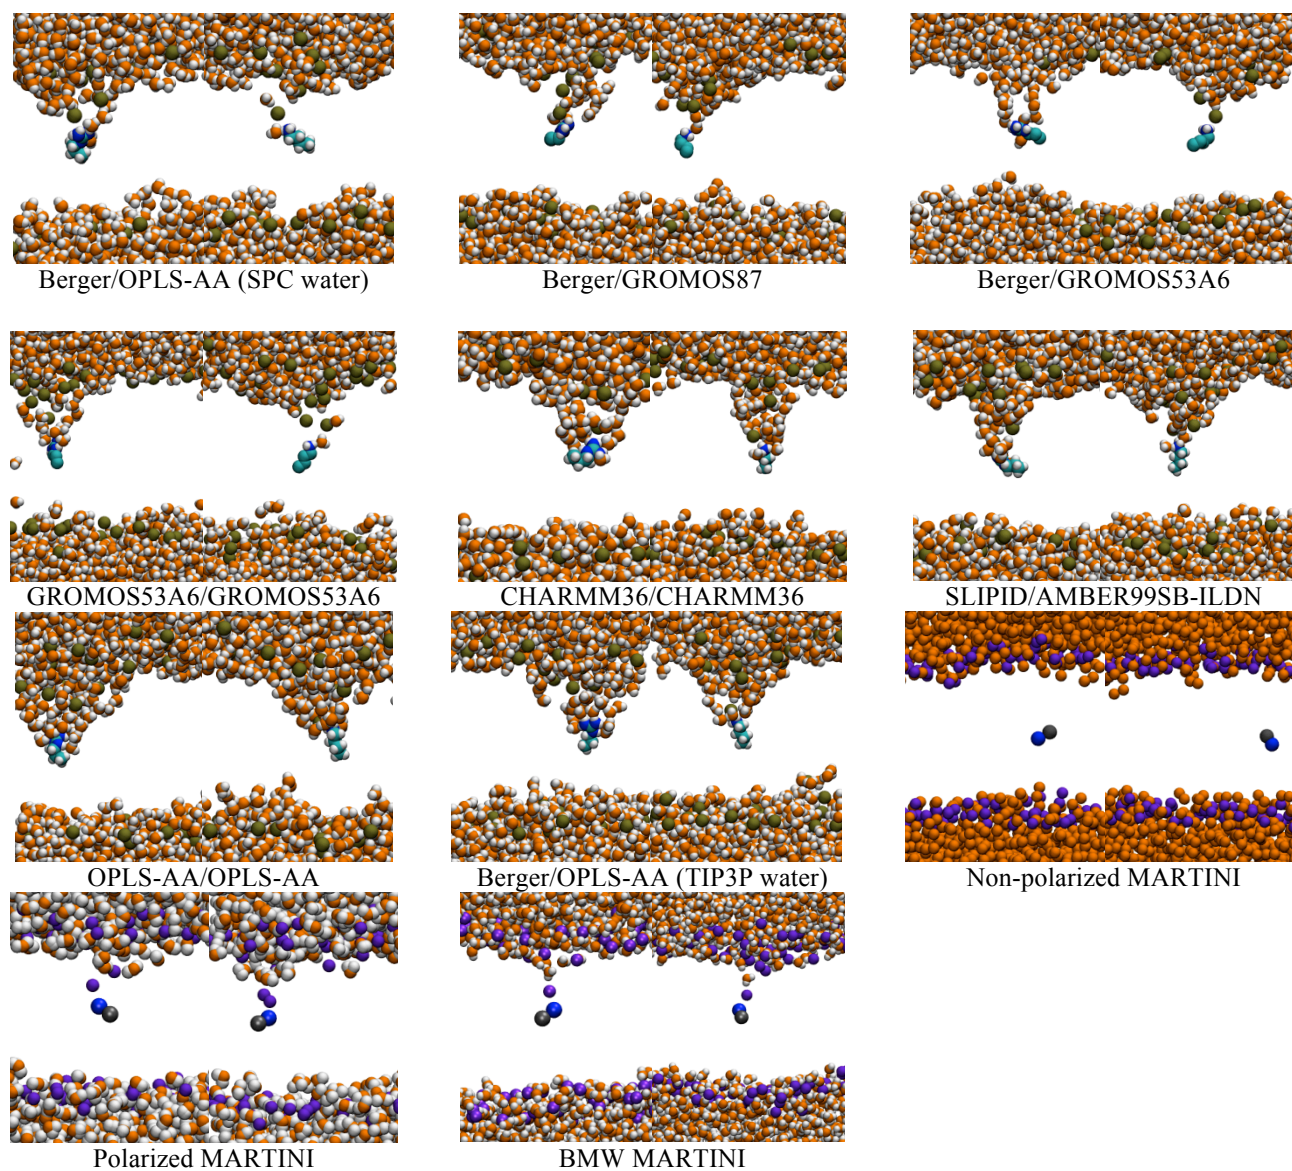 Berger/OPLS-AA (SPC water)
Berger/GROMOS87
Berger/GROMOS53A6
GROMOS53A6/GROMOS53A6
CHARMM36/CHARMM36
SLIPID/AMBER99SB-ILDN
OPLS-AA/OPLS-AA
Berger/OPLS-AA (TIP3P water)
Non-polarized MARTINI
Polarized MARTINI
BMW MARTINI